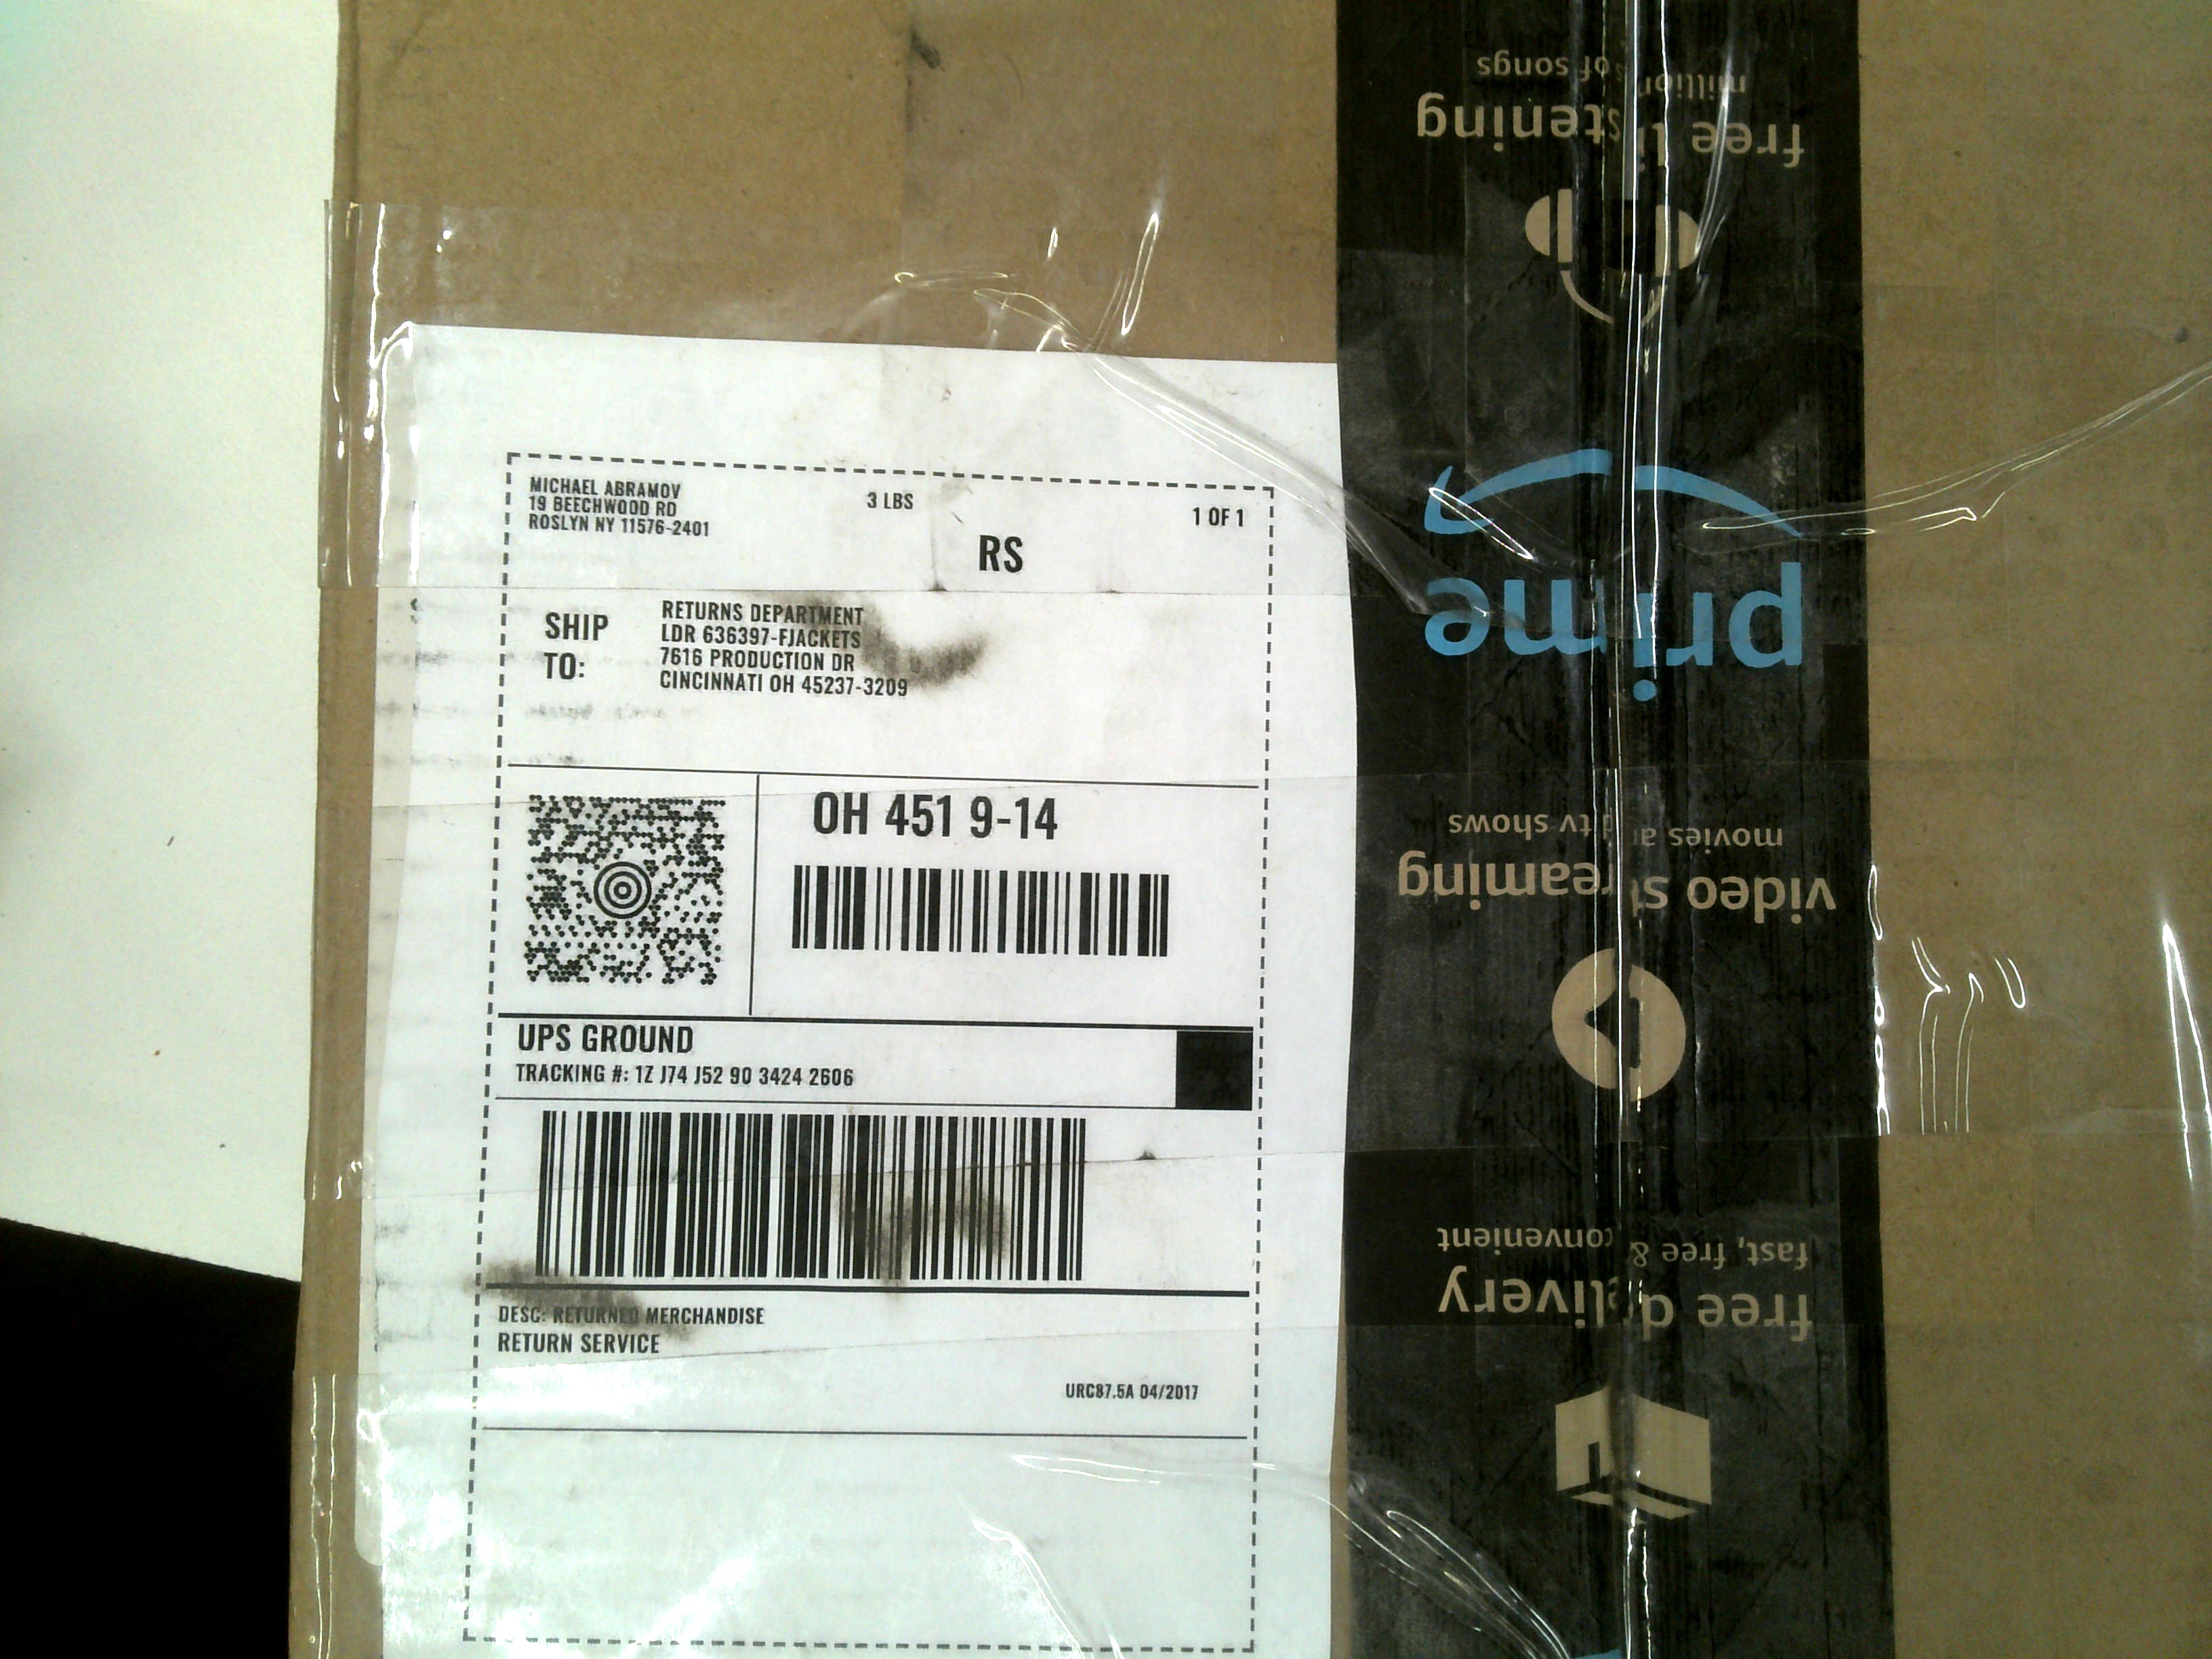 MICHAEL ABRAMOV
19 BEECHWOOD RD
ROSLYN NY 11576-2401
3 LBS
1 OF 1
RS
SHIP TO:
RETURNS DEPARTMENT
LDR 636397-FJACKETS
7616 PRODUCTION DR
CINCINNATI OH 45237-3209
OH 451 9-14
UPS GROUND
TRACKING #: 1Z J74 J52 90 3424 2606
DESC: RETURNED MERCHANDISE
RETURN SERVICE
URC87.5A 04/2017
free delivery
fast, free & convenient
video streaming
movies and tv shows
prime
free listening
millions of songs